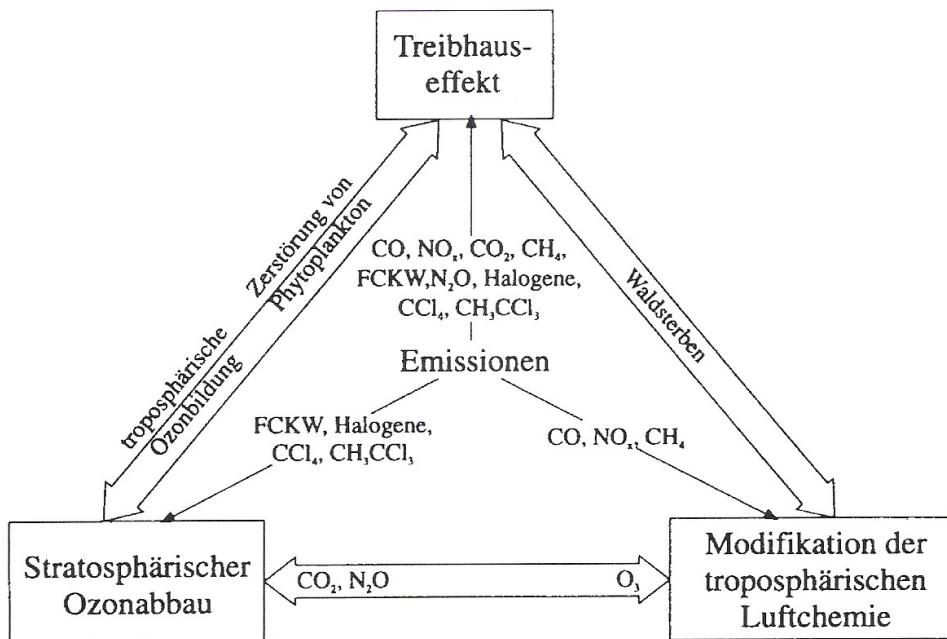 Treibhaus-
effekt
Zerstörung von
Phytoplankton
troposphärische
Ozonbildung
CO, NOₓ, CO₂, CH₄,
FCKW,N₂O, Halogene,
CCl₄, CH₃CCl₃
Waldsterben
Emissionen
FCKW, Halogene,
CCl₄, CH₃CCl₃
CO, NOₓ, CH₄
Stratosphärischer
Ozonabbau
CO₂, N₂O
O₃
Modifikation der
troposphärischen
Luftchemie